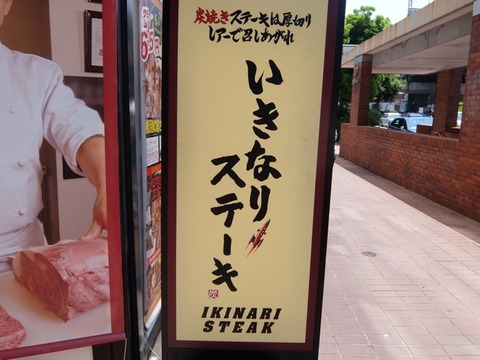 炭焼きステーキは厚切り
レアーで召しあがれ
いきなり
ステーキ
炭
IKINARI
STEAK